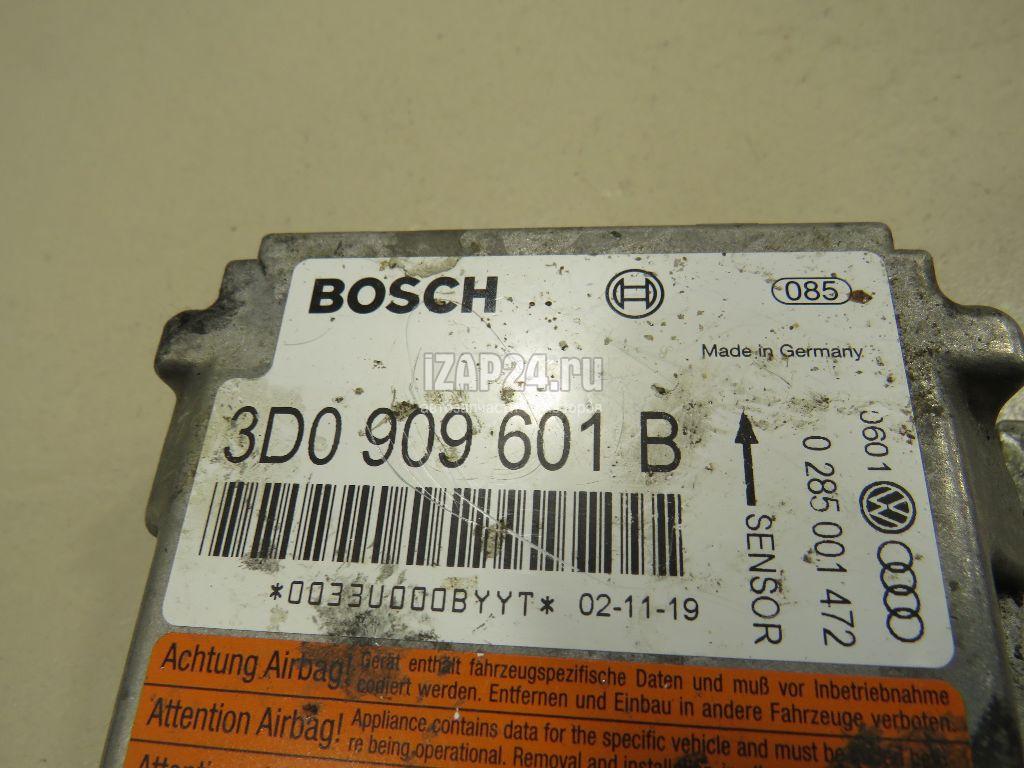 BOSCH
085
Made in Germany
iZAP24.ru
3D0 909 601 B
*0033U000BYYT* 02-11-19
SENSOR
0 285 001 472
0601
Achtung Airbag! Gerät enthält fahrzeugspezifische Daten und muß vor Inbetriebnahme
codiert werden. Entfernen und Einbau in andere Fahrzeuge verboten.
Attention Airbag! Appliance contains data for the specific vehicle and must be
re being operational. Removal and installation